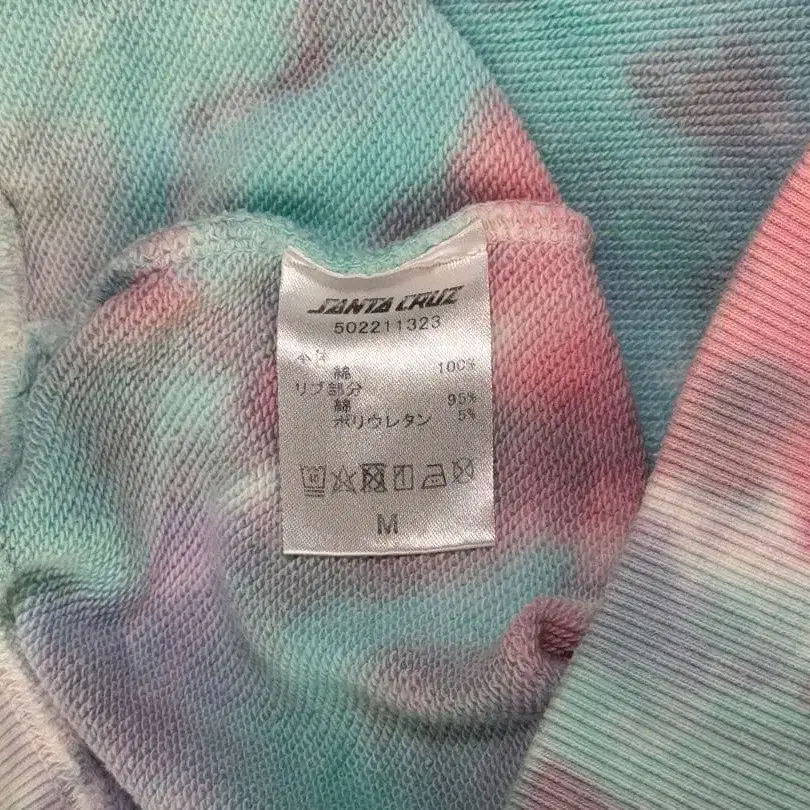 SANTA CRUZ
502211323
本体
綿 100%
リブ部分
綿 95%
ポリウレタン 5%
40
M